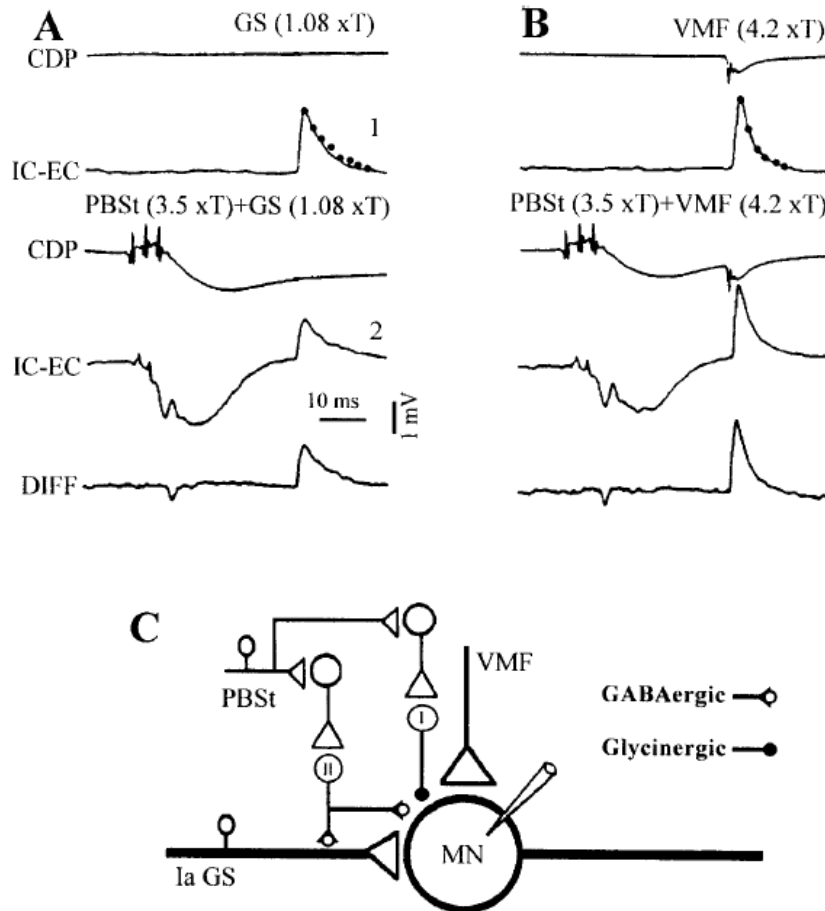 A
GS (1.08 xT)
CDP
1
IC-EC
PBSt (3.5 xT)+GS (1.08 xT)
CDP
2
IC-EC
10 ms
1 mV
DIFF
B
VMF (4.2 xT)
PBSt (3.5 xT)+VMF (4.2 xT)
C
PBSt
VMF
I
II
GABAergic
Glycinergic
MN
Ia GS